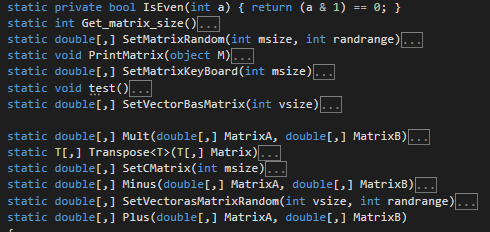 static private bool IsEven(int a) { return (a & 1) == 0; }
static int Get_matrix_size()...
static double[,] SetMatrixRandom(int msize, int randrange)...
static void PrintMatrix(object M)...
static double[,] SetMatrixKeyBoard(int msize)...
static void test()...
static double[,] SetVectorBasMatrix(int vsize)...
static double[,] Mult(double[,] MatrixA, double[,] MatrixB)...
static T[,] Transpose<T>(T[,] Matrix)...
static double[,] SetCMatrix(int msize)...
static double[,] Minus(double[,] MatrixA, double[,] MatrixB)...
static double[,] SetVectorasMatrixRandom(int vsize, int randrange)...
static double[,] Plus(double[,] MatrixA, double[,] MatrixB)